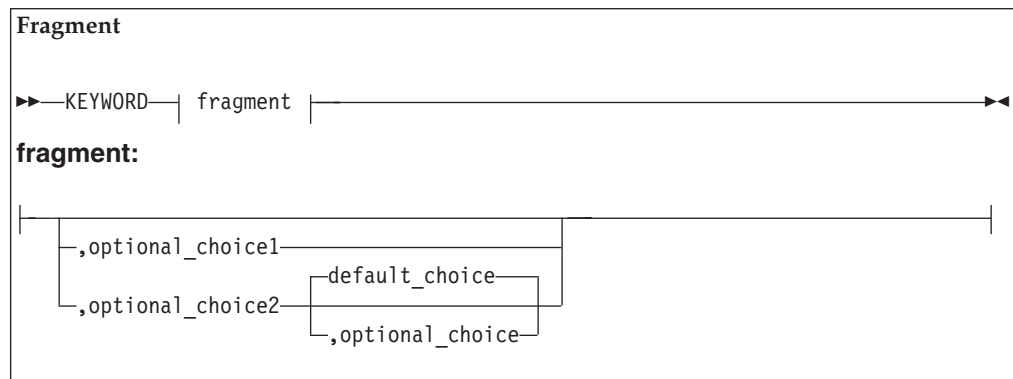 Fragment
KEYWORD fragment
fragment:
,optional_choice1
default_choice
,optional_choice2
,optional_choice